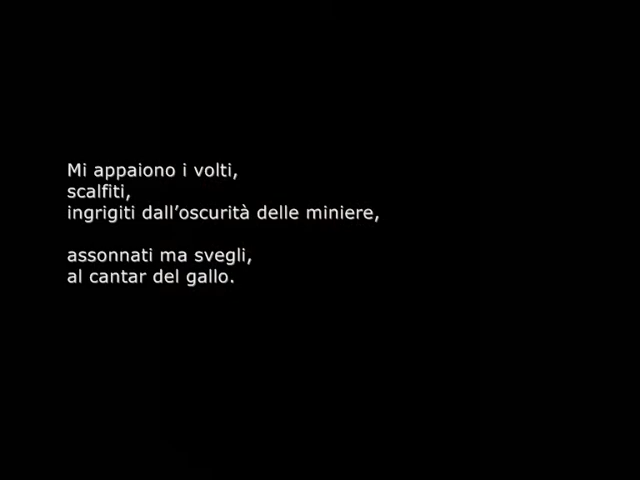 Mi appaiono i volti,
scalfiti,
ingrigiti dall’oscurità delle miniere,
assonnati ma svegli,
al cantar del gallo.